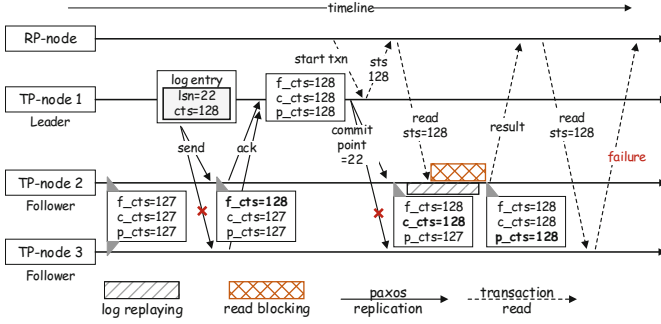 timeline
RP-node
start txn
sts
128
log entry
lsn=22
cts=128
f_cts=128
c_cts=128
p_cts=128
TP-node 1
Leader
send
ack
commit
point
=22
read
sts=128
result
read
sts=128
failure
TP-node 2
Follower
f_cts=127
c_cts=127
p_cts=127
f_cts=128
c_cts=127
p_cts=127
f_cts=128
c_cts=128
p_cts=127
f_cts=128
c_cts=128
p_cts=128
TP-node 3
Follower
log replaying
read blocking
paxos
replication
transaction
read